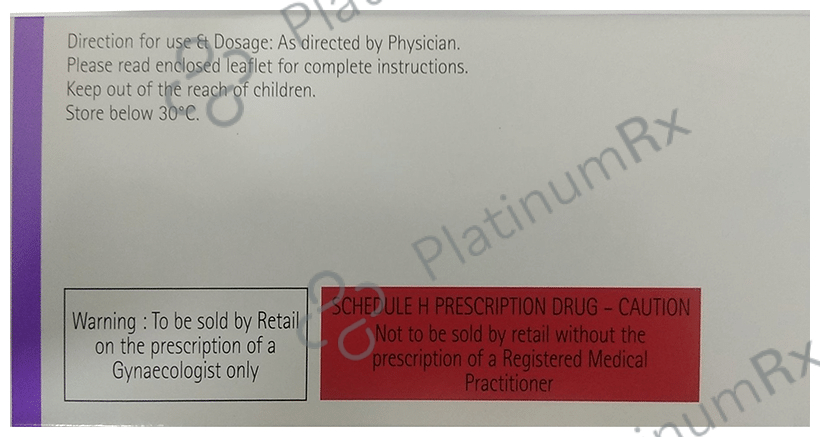 Direction for use & Dosage: As directed by Physician.
Please read enclosed leaflet for complete instructions.
Keep out of the reach of children.
Store below 30°C.
Warning : To be sold by Retail
on the prescription of a
Gynaecologist only
SCHEDULE H PRESCRIPTION DRUG – CAUTION
Not to be sold by retail without the
prescription of a Registered Medical
Practitioner
PlatinumRx
PlatinumRx
PlatinumRx